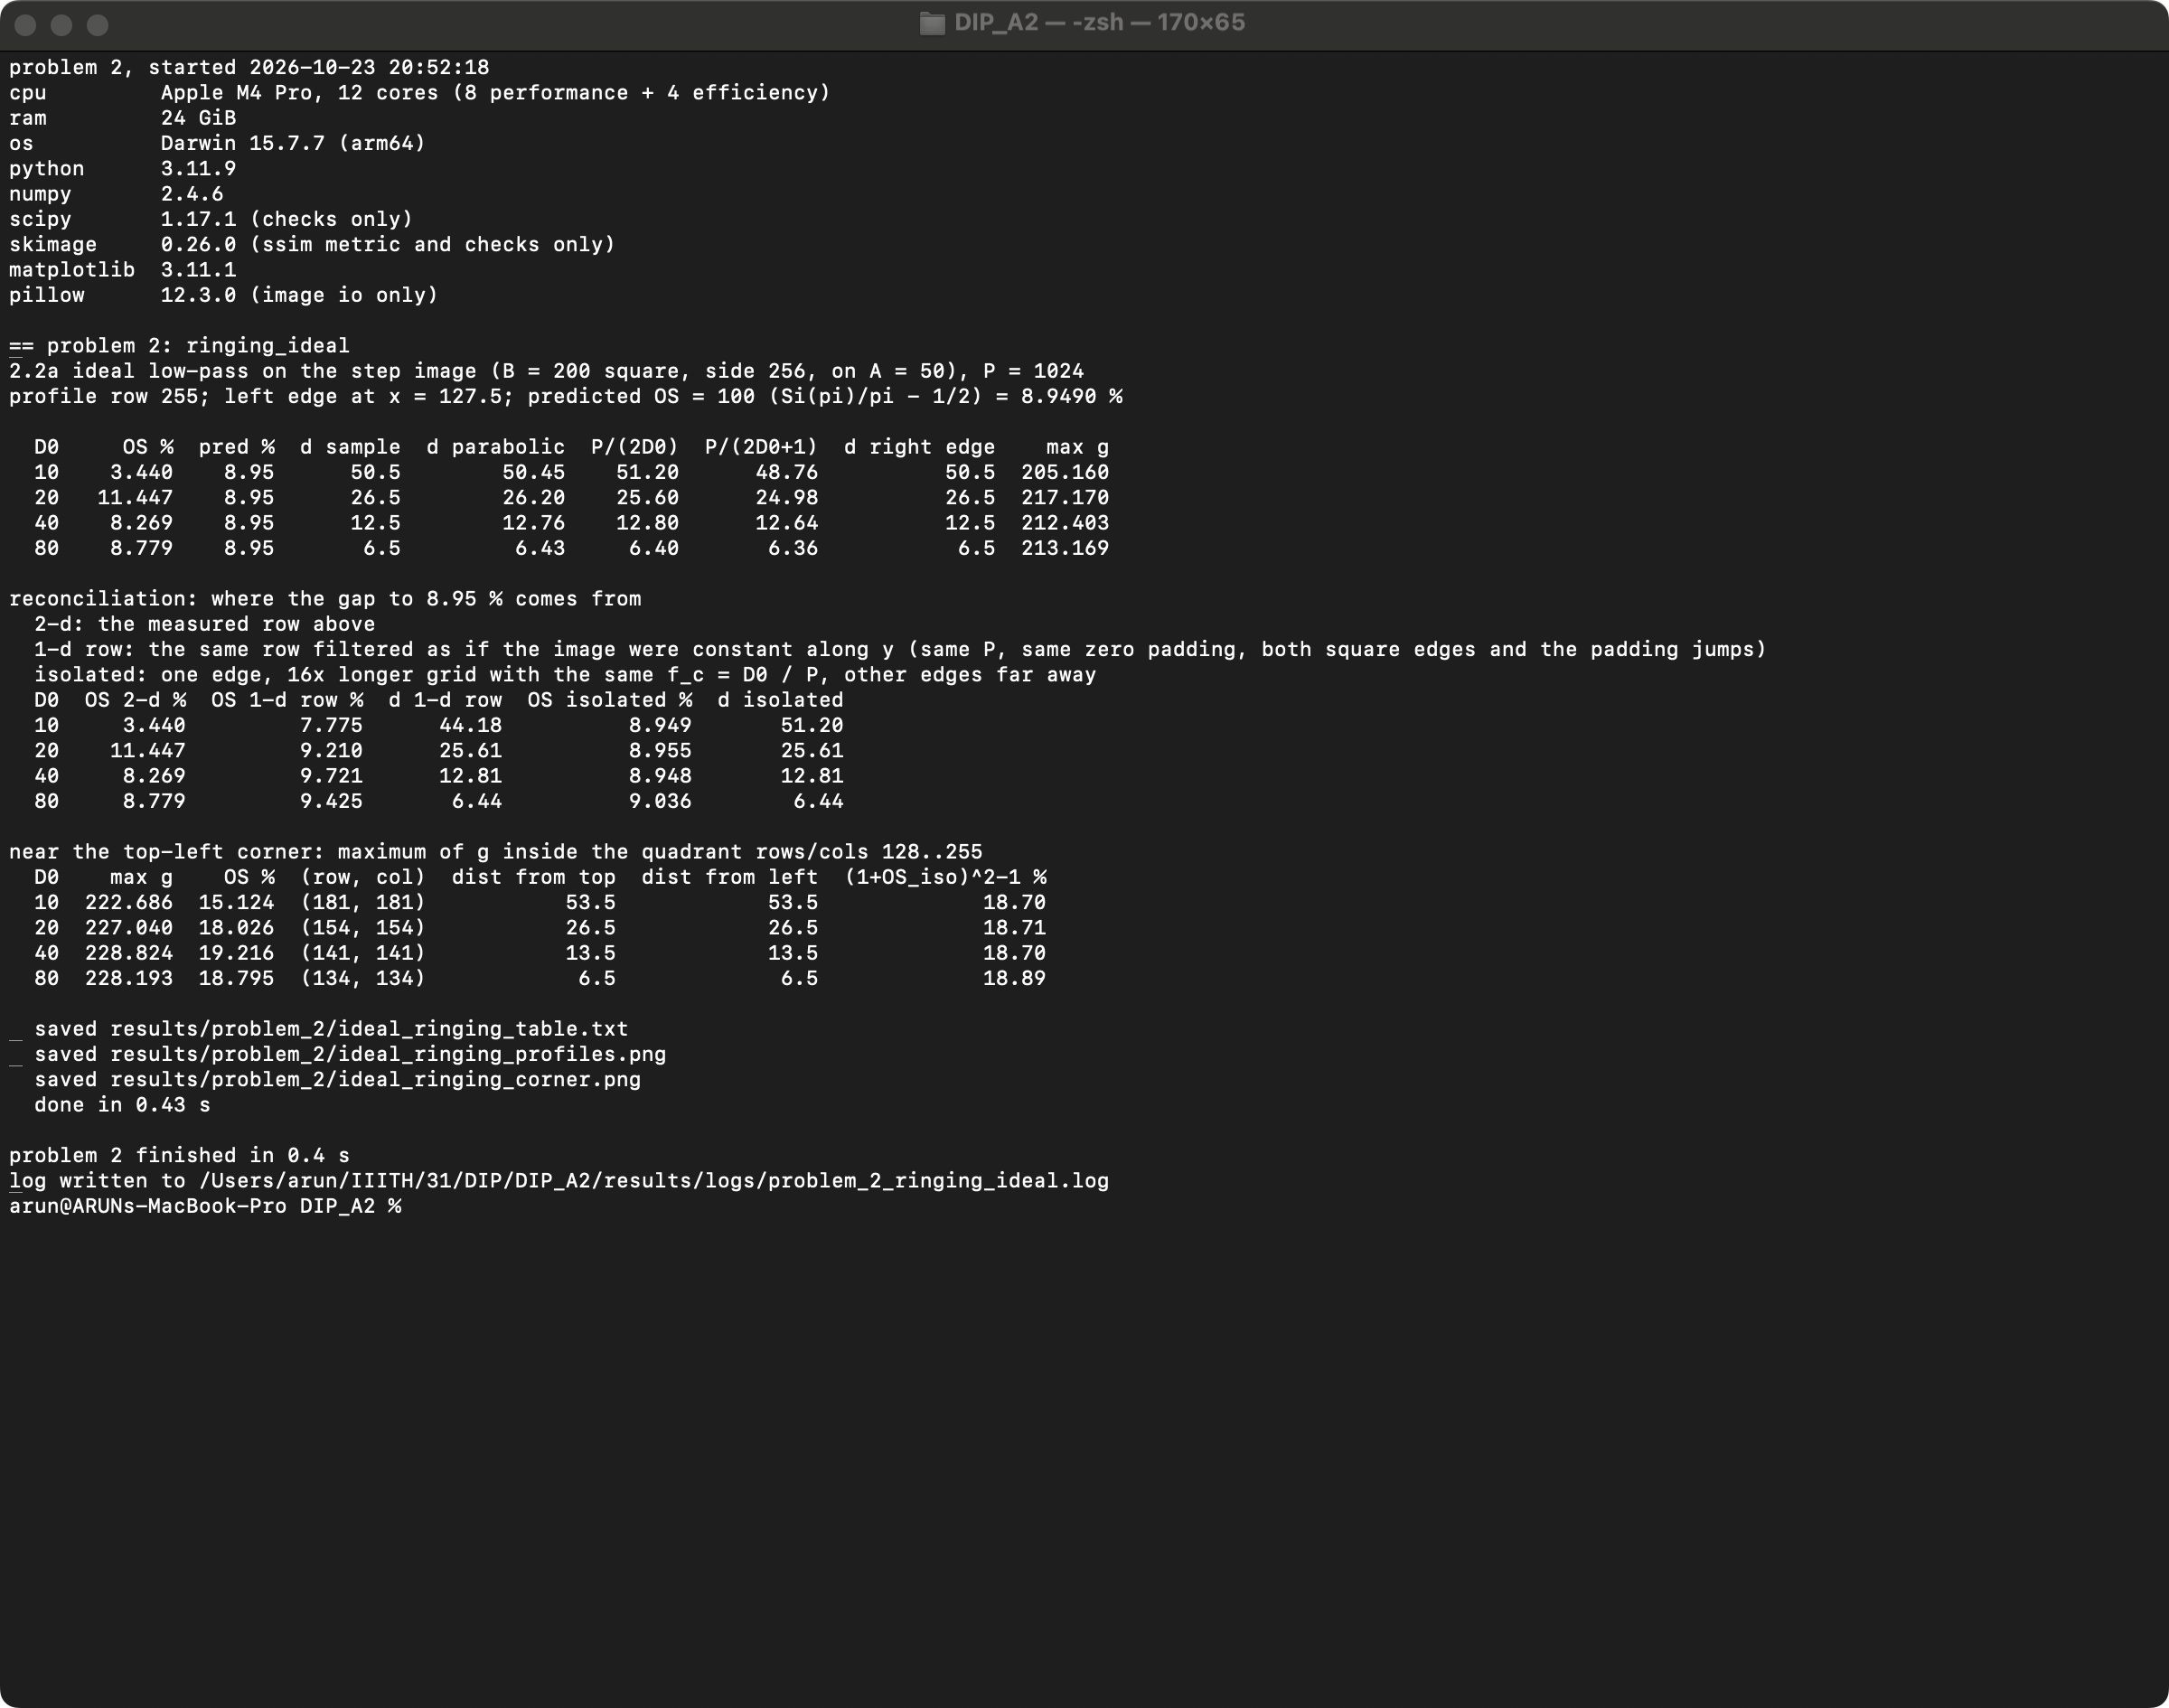 DIP_A2 — -zsh — 170×65
problem 2, started 2026-10-23 20:52:18
cpu         Apple M4 Pro, 12 cores (8 performance + 4 efficiency)
ram         24 GiB
os          Darwin 15.7.7 (arm64)
python      3.11.9
numpy       2.4.6
scipy       1.17.1 (checks only)
skimage     0.26.0 (ssim metric and checks only)
matplotlib  3.11.1
pillow      12.3.0 (image io only)
== problem 2: ringing_ideal
2.2a ideal low-pass on the step image (B = 200 square, side 256, on A = 50), P = 1024
profile row 255; left edge at x = 127.5; predicted OS = 100 (Si(pi)/pi - 1/2) = 8.9490 %
  D0     OS %  pred %  d sample  d parabolic  P/(2D0)  P/(2D0+1)  d right edge    max g
  10    3.440    8.95      50.5        50.45    51.20      48.76          50.5  205.160
  20   11.447    8.95      26.5        26.20    25.60      24.98          26.5  217.170
  40    8.269    8.95      12.5        12.76    12.80      12.64          12.5  212.403
  80    8.779    8.95       6.5         6.43     6.40       6.36           6.5  213.169
reconciliation: where the gap to 8.95 % comes from
  2-d: the measured row above
  1-d row: the same row filtered as if the image were constant along y (same P, same zero padding, both square edges and the padding jumps)
  isolated: one edge, 16x longer grid with the same f_c = D0 / P, other edges far away
  D0  OS 2-d %  OS 1-d row %  d 1-d row  OS isolated %  d isolated
  10     3.440         7.775      44.18          8.949       51.20
  20    11.447         9.210      25.61          8.955       25.61
  40     8.269         9.721      12.81          8.948       12.81
  80     8.779         9.425       6.44          9.036        6.44
near the top-left corner: maximum of g inside the quadrant rows/cols 128..255
  D0    max g    OS %  (row, col)  dist from top  dist from left  (1+OS_iso)^2-1 %
  10  222.686  15.124  (181, 181)           53.5            53.5             18.70
  20  227.040  18.026  (154, 154)           26.5            26.5             18.71
  40  228.824  19.216  (141, 141)           13.5            13.5             18.70
  80  228.193  18.795  (134, 134)            6.5             6.5             18.89
_ saved results/problem_2/ideal_ringing_table.txt
_ saved results/problem_2/ideal_ringing_profiles.png
  saved results/problem_2/ideal_ringing_corner.png
  done in 0.43 s
problem 2 finished in 0.4 s
log written to /Users/arun/IIITH/31/DIP/DIP_A2/results/logs/problem_2_ringing_ideal.log
arun@ARUNs-MacBook-Pro DIP_A2 %